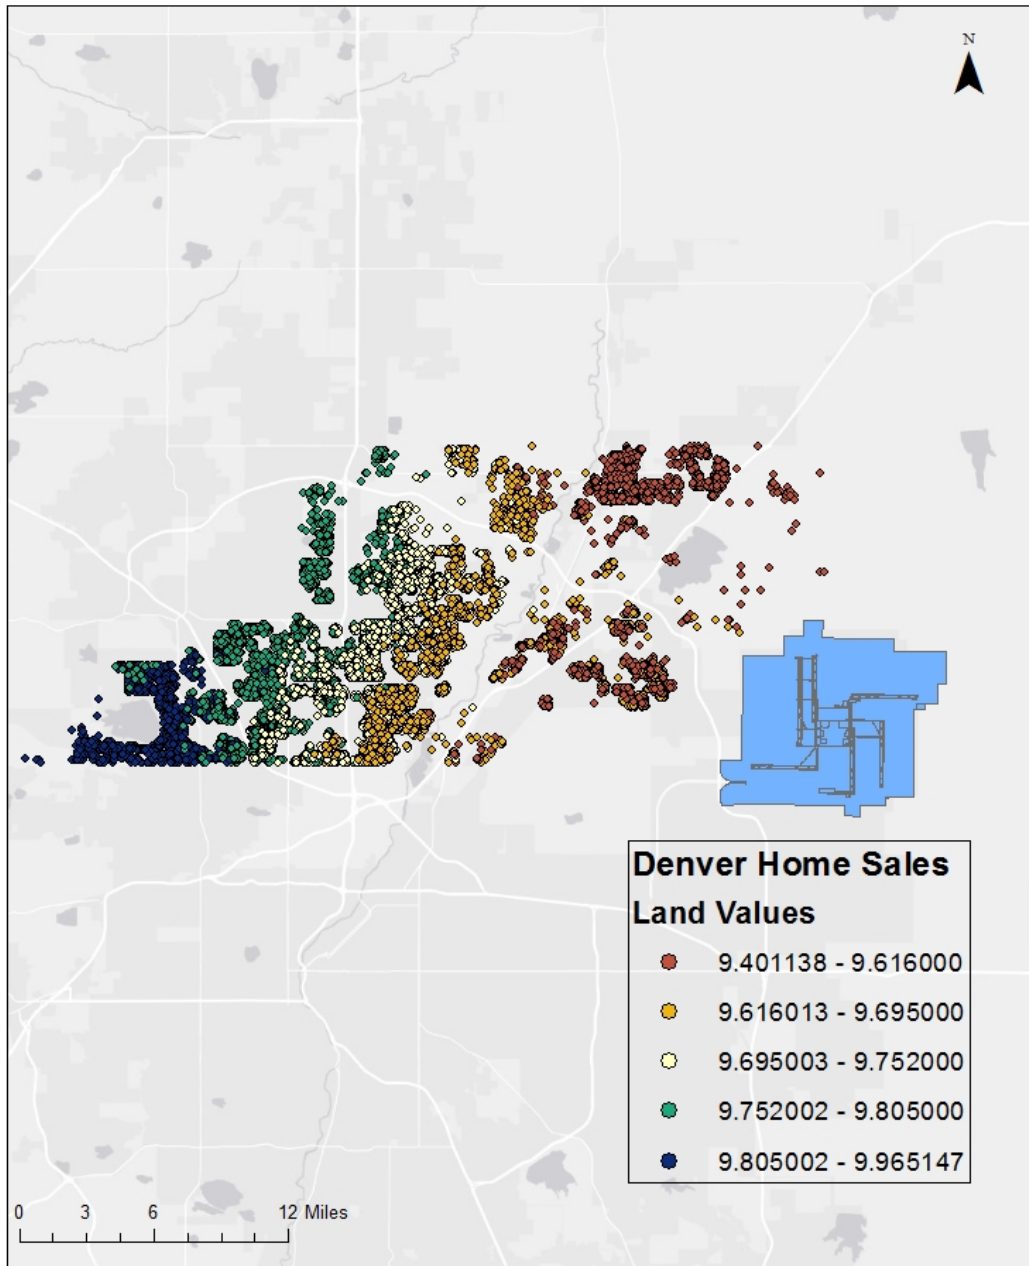 N
Denver Home Sales
Land Values
9.401138 - 9.616000
9.616013 - 9.695000
9.695003 - 9.752000
9.752002 - 9.805000
9.805002 - 9.965147
0 3 6 12 Miles